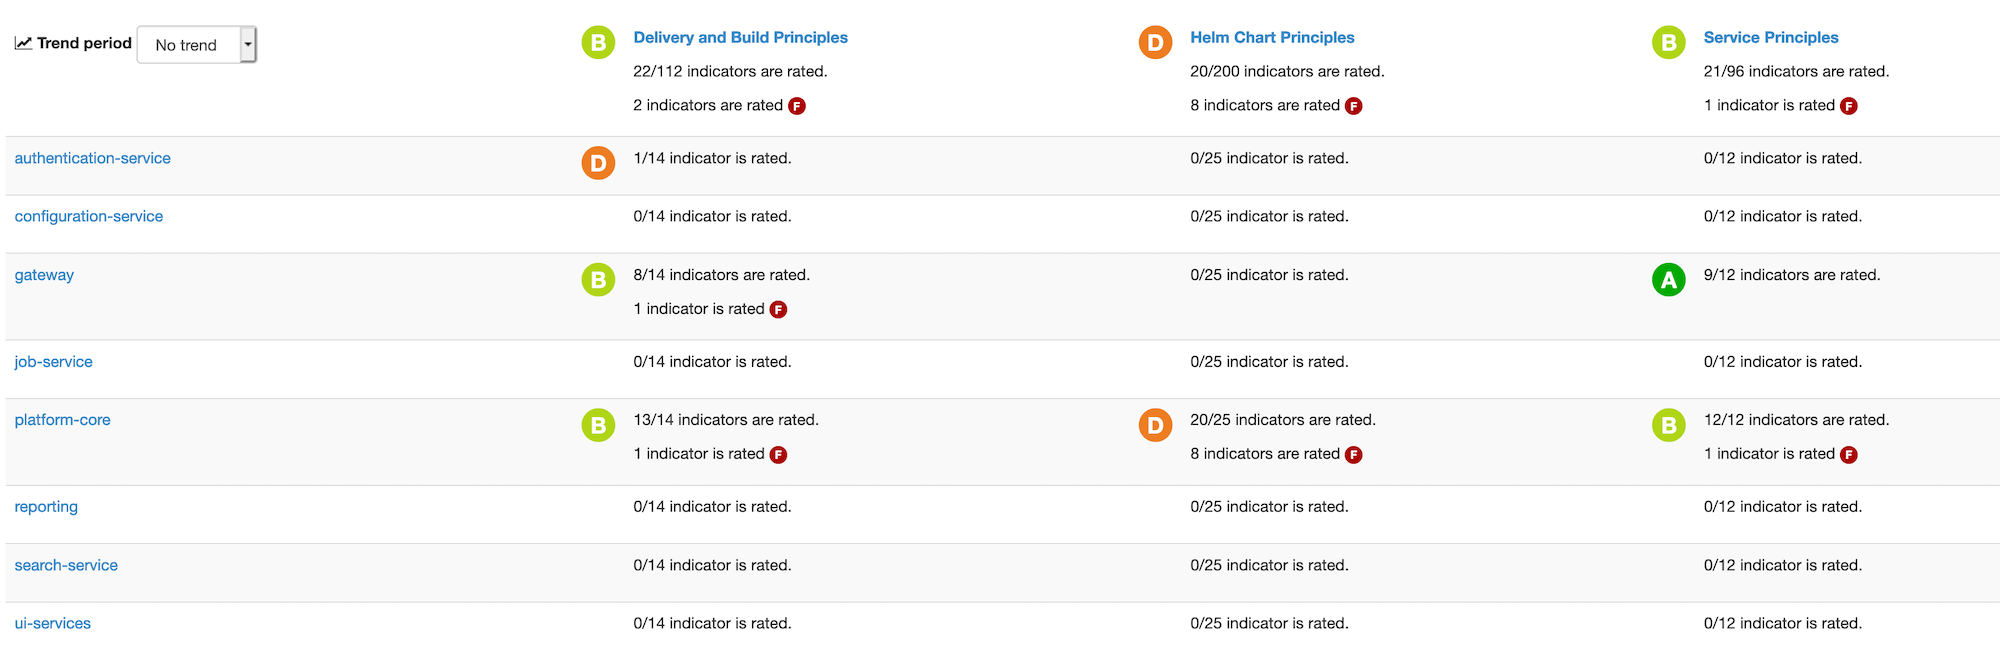 Trend period No trend
B Delivery and Build Principles
22/112 indicators are rated.
2 indicators are rated F
D Helm Chart Principles
20/200 indicators are rated.
8 indicators are rated F
B Service Principles
21/96 indicators are rated.
1 indicator is rated F
authentication-service
D 1/14 indicator is rated.
0/25 indicator is rated.
0/12 indicator is rated.
configuration-service
0/14 indicator is rated.
0/25 indicator is rated.
0/12 indicator is rated.
gateway
B 8/14 indicators are rated.
1 indicator is rated F
0/25 indicator is rated.
A 9/12 indicators are rated.
job-service
0/14 indicator is rated.
0/25 indicator is rated.
0/12 indicator is rated.
platform-core
B 13/14 indicators are rated.
1 indicator is rated F
D 20/25 indicators are rated.
8 indicators are rated F
B 12/12 indicators are rated.
1 indicator is rated F
reporting
0/14 indicator is rated.
0/25 indicator is rated.
0/12 indicator is rated.
search-service
0/14 indicator is rated.
0/25 indicator is rated.
0/12 indicator is rated.
ui-services
0/14 indicator is rated.
0/25 indicator is rated.
0/12 indicator is rated.